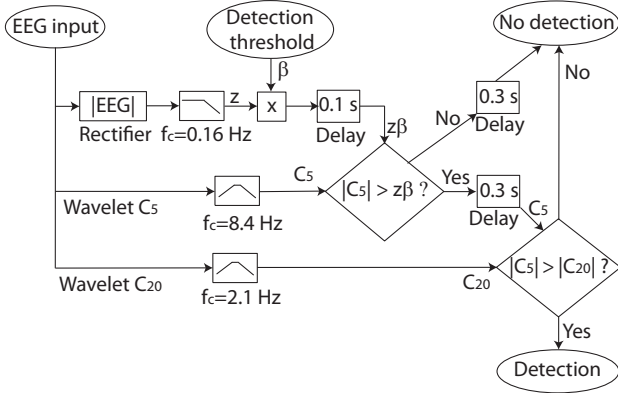 EEG input
Detection
threshold
No detection
β
No
|EEG|
z
x
0.1 s
0.3 s
Rectifier
fc=0.16 Hz
Delay
zβ
No
Delay
C5
|C5| > zβ ?
Yes
0.3 s
Wavelet C5
fc=8.4 Hz
Delay
C5
|C5| > |C20| ?
Wavelet C20
C20
fc=2.1 Hz
Yes
Detection